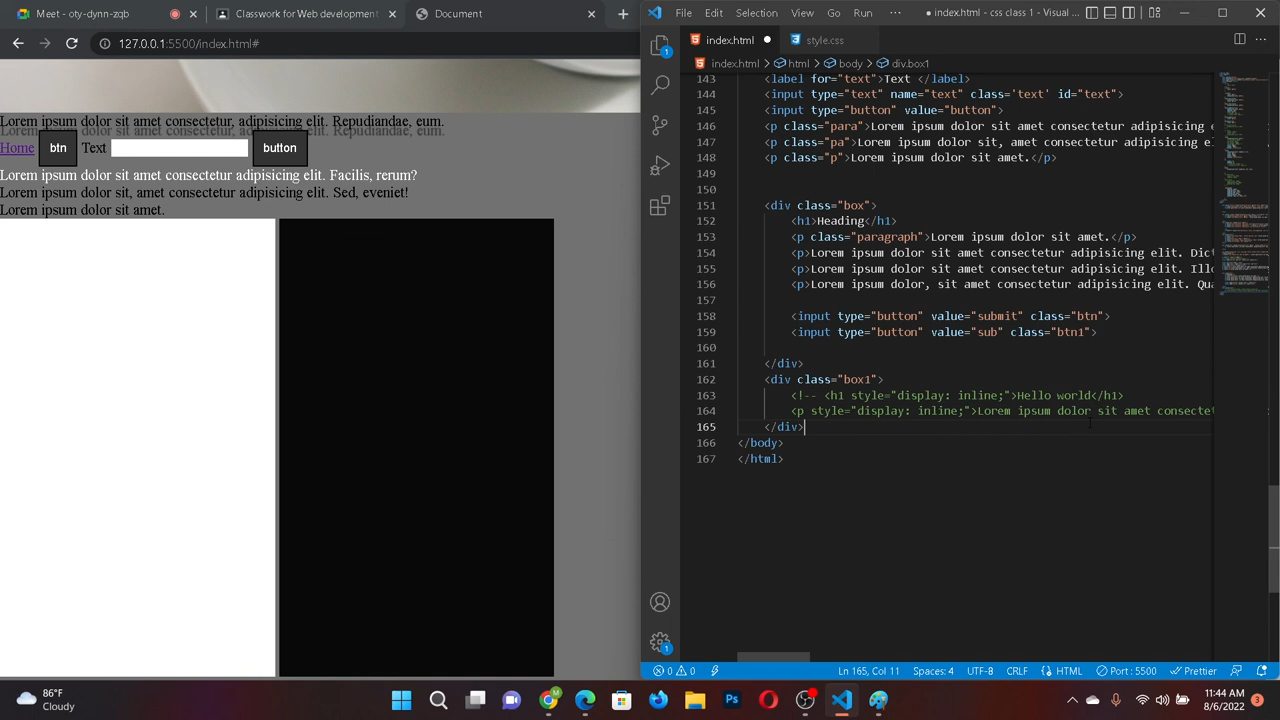 Meet - oty-dynn-zqb
Classwork for Web development
Document
127.0.0.1:5500/index.html#
Lorem ipsum dolor sit amet consectetur, adipisicing elit. Repudiandae, eum.
Home btn Text button
Lorem ipsum dolor sit amet consectetur adipisicing elit. Facilis, rerum?
Lorem ipsum dolor sit, amet consectetur adipisicing elit. Sed, eveniet!
Lorem ipsum dolor sit amet.
File Edit Selection View Go Run ··· ● index.html - css class 1 - Visual ...
index.html ● style.css
index.html > html > body > div.box1
143 <label for="text">Text </label>
144 <input type="text" name="text" class='text' id="text">
145 <input type="button" value="button">
146 <p class="para">Lorem ipsum dolor sit, amet consectetur adipisicing e
147 <p class="pa">Lorem ipsum dolor sit, amet consectetur adipisicing el
148 <p class="p">Lorem ipsum dolor sit amet.</p>
149
150
151 <div class="box">
152 <h1>Heading</h1>
153 <p class="paragraph">Lorem ipsum dolor sit amet.</p>
154 <p>Lorem ipsum dolor sit amet consectetur adipisicing elit. Dict
155 <p>Lorem ipsum dolor sit amet consectetur adipisicing elit. Illo
156 <p>Lorem ipsum dolor, sit amet consectetur adipisicing elit. Qua
157
158 <input type="button" value="submit" class="btn">
159 <input type="button" value="sub" class="btn1">
160
161 </div>
162 <div class="box1">
163 <!-- <h1 style="display: inline;">Hello world</h1>
164 <p style="display: inline;">Lorem ipsum dolor sit amet consectet
165 </div>
166 </body>
167 </html>
1
1
0 0 Ln 165, Col 11 Spaces: 4 UTF-8 CRLF HTML Port : 5500 Prettier
86°F
Cloudy
11:44 AM
8/6/2022
3